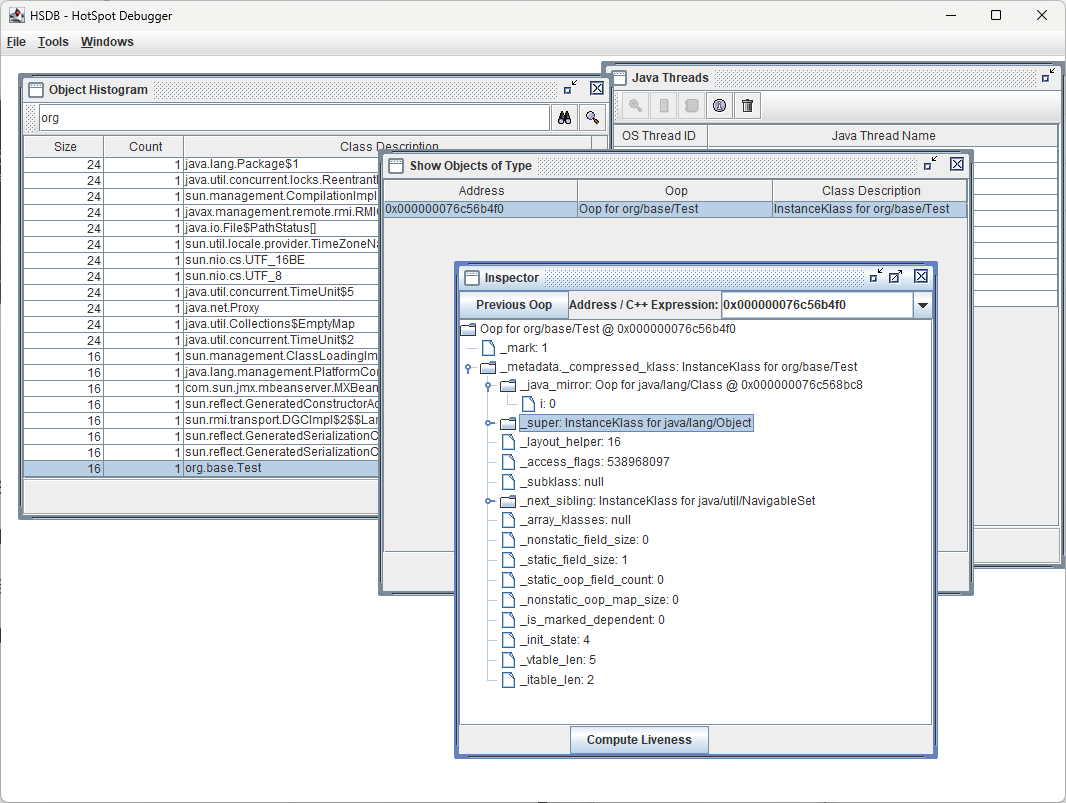 HSDB - HotSpot Debugger
File Tools Windows
Object Histogram
org
Size Count Class Description
24 1 java.lang.Package$1
24 1 java.util.concurrent.locks.Reentrantl
24 1 sun.management.CompilationImpl
24 1 javax.management.remote.rmi.RMIC
24 1 java.io.File$PathStatus[]
24 1 sun.util.locale.provider.TimeZoneNa
24 1 sun.nio.cs.UTF_16BE
24 1 sun.nio.cs.UTF_8
24 1 java.util.concurrent.TimeUnit$5
24 1 java.net.Proxy
24 1 java.util.Collections$EmptyMap
24 1 java.util.concurrent.TimeUnit$2
16 1 sun.management.ClassLoadingIm
16 1 java.lang.management.PlatformCo
16 1 com.sun.jmx.mbeanserver.MXBean
16 1 sun.reflect.GeneratedConstructorAc
16 1 sun.rmi.transport.DGCImpl$2$$Lam
16 1 sun.reflect.GeneratedSerializationC
16 1 sun.reflect.GeneratedSerializationC
16 1 org.base.Test
Java Threads
OS Thread ID Java Thread Name
Show Objects of Type
Address Oop Class Description
0x000000076c56b4f0 Oop for org/base/Test InstanceKlass for org/base/Test
Inspector
Previous Oop Address / C++ Expression: 0x000000076c56b4f0
Oop for org/base/Test @ 0x000000076c56b4f0
_mark: 1
_metadata._compressed_klass: InstanceKlass for org/base/Test
_java_mirror: Oop for java/lang/Class @ 0x000000076c568bc8
i: 0
_super: InstanceKlass for java/lang/Object
_layout_helper: 16
_access_flags: 538968097
_subklass: null
_next_sibling: InstanceKlass for java/util/NavigableSet
_array_klasses: null
_nonstatic_field_size: 0
_static_field_size: 1
_static_oop_field_count: 0
_nonstatic_oop_map_size: 0
_is_marked_dependent: 0
_init_state: 4
_vtable_len: 5
_itable_len: 2
Compute Liveness